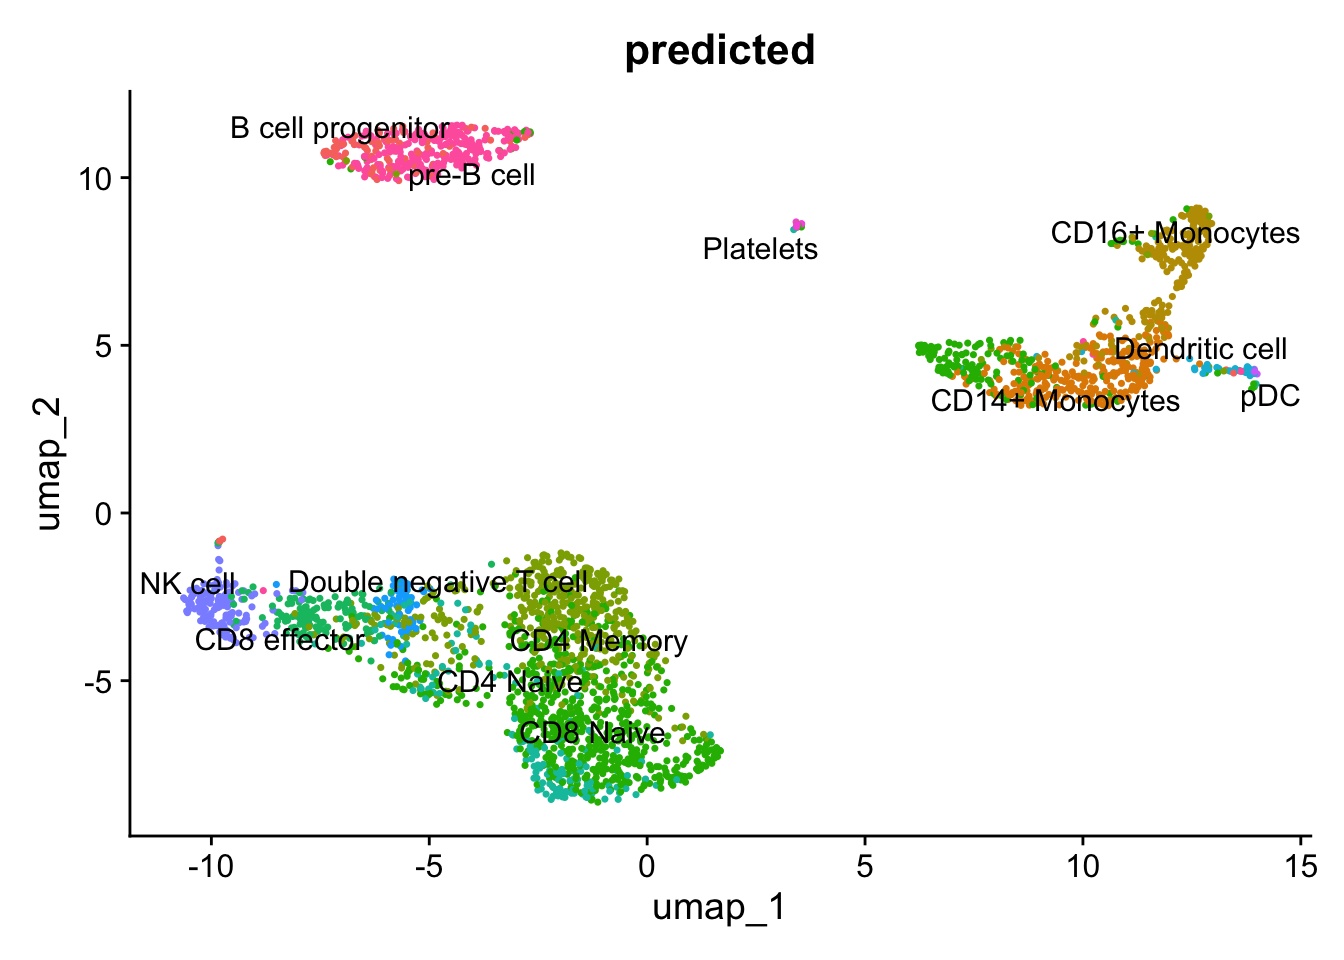 predicted
B cell progenitor
pre-B cell
Platelets
CD16+ Monocytes
Dendritic cell
CD14+ Monocytes
pDC
NK cell
Double negative T cell
CD8 effector
CD4 Memory
CD4 Naive
CD8 Naive
10
5
0
-5
umap_2
-10
-5
0
5
10
15
umap_1